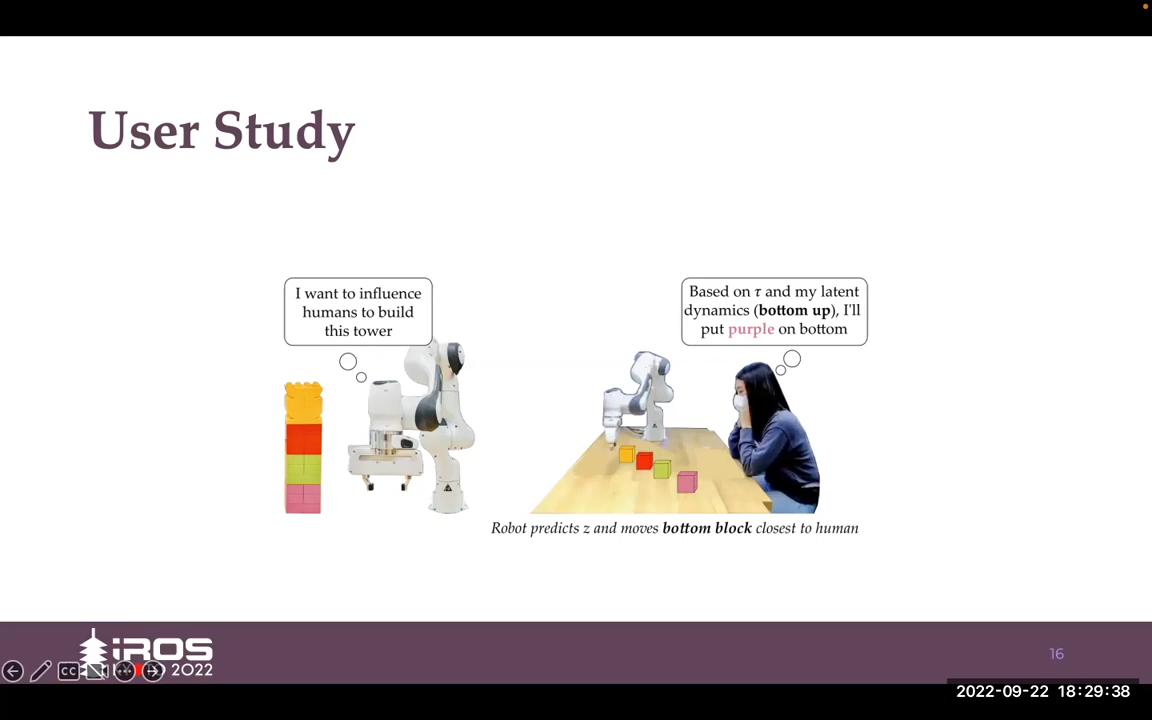 User Study
I want to influence
humans to build
this tower
Based on τ and my latent
dynamics (bottom up), I'll
put purple on bottom
Robot predicts z and moves bottom block closest to human
iROS
2022
CC
16
2022-09-22 18:29:38